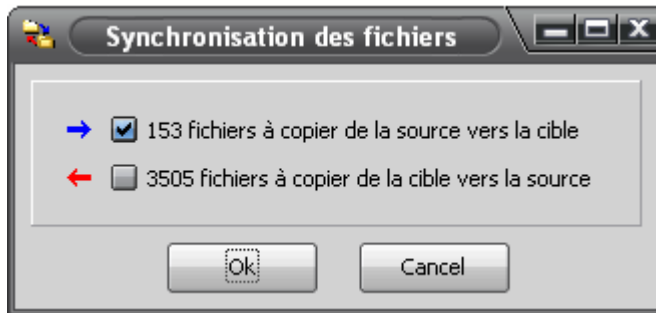 Synchronisation des fichiers
153 fichiers à copier de la source vers la cible
3505 fichiers à copier de la cible vers la source
Ok
Cancel